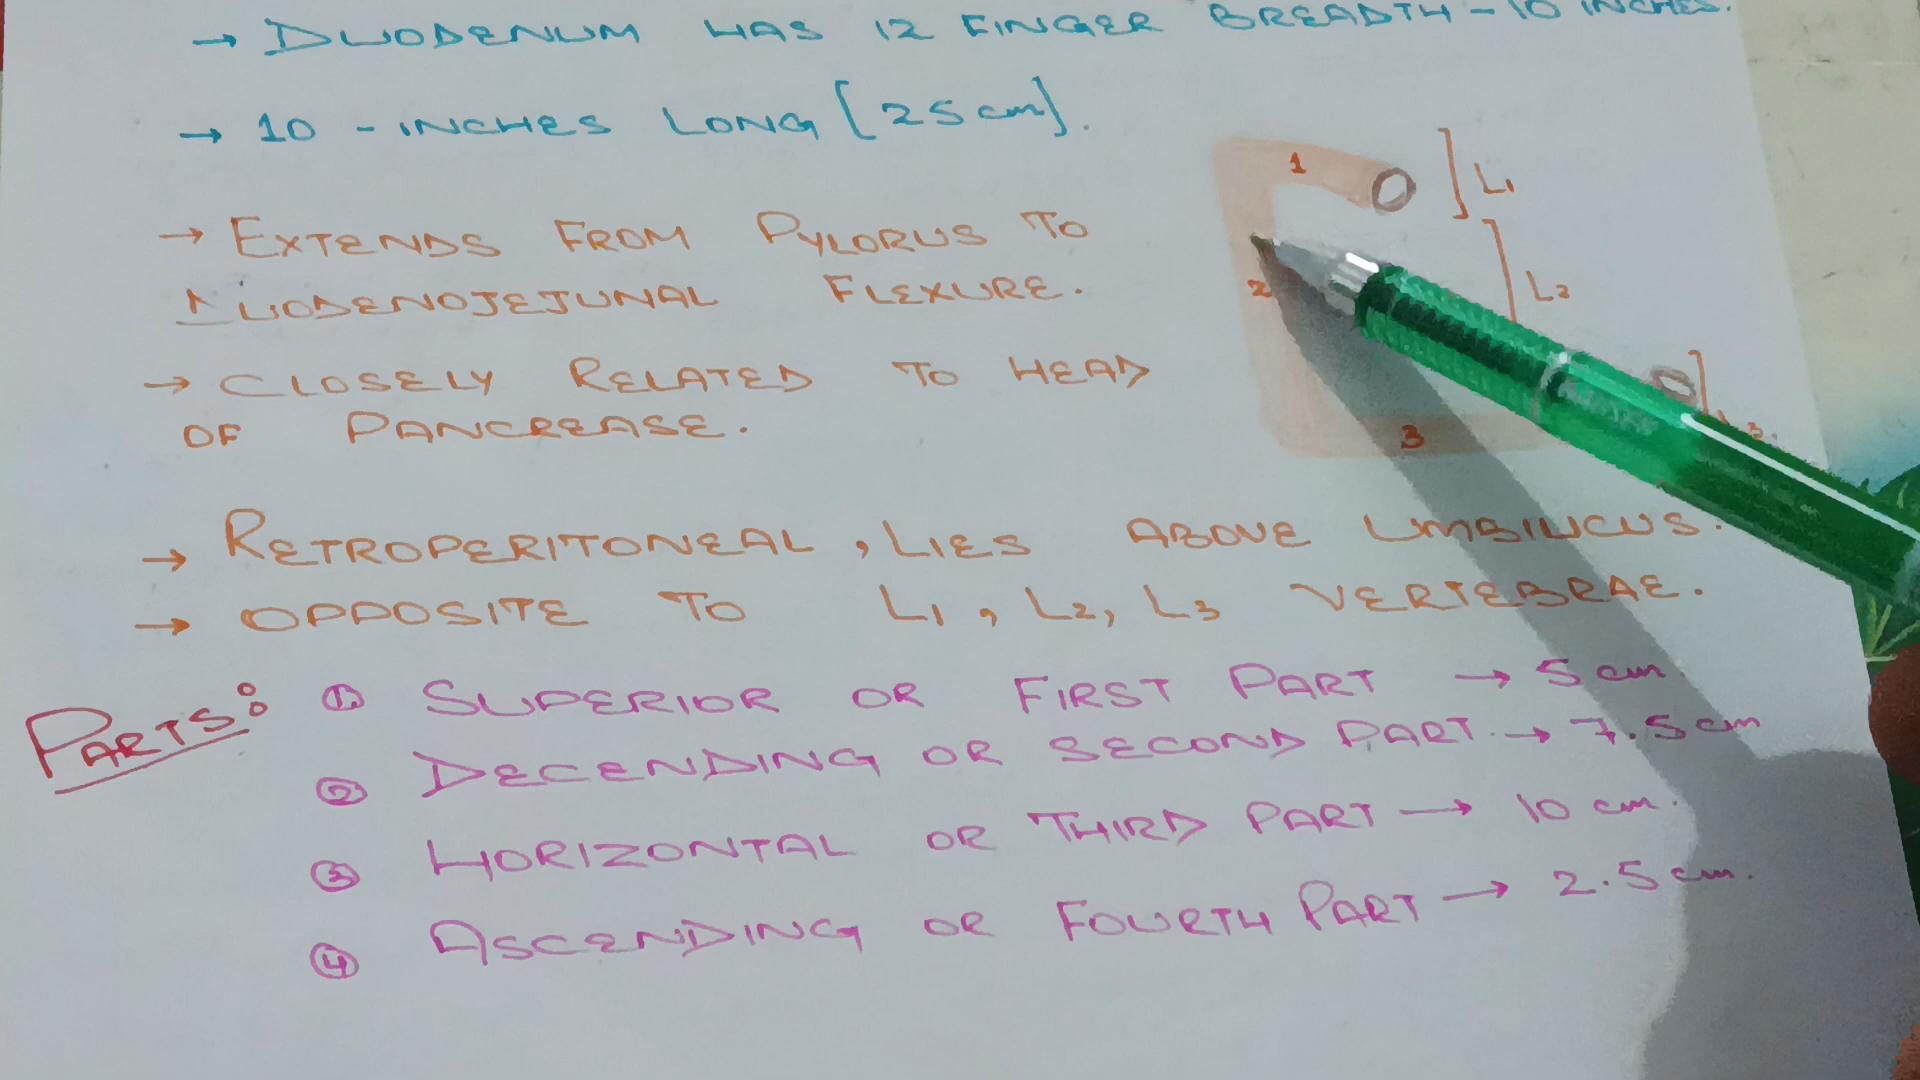 → DUODENUM HAS 12 FINGER BREADTH - 10 INCHES.
→ 10 - INCHES LONG [25 cm].
→ EXTENDS FROM PYLORUS TO
DUODENOJEJUNAL FLEXURE.
→ CLOSELY RELATED TO HEAD
OF PANCREASE.
1 L1
2 L2
3 L3.
→ RETROPERITONEAL, LIES ABOVE UMBILICUS.
→ OPPOSITE TO L1, L2, L3 VERTEBRAE.
PARTS: ① SUPERIOR OR FIRST PART → 5 cm
② DECENDING OR SECOND PART → 7.5 cm
③ HORIZONTAL OR THIRD PART → 10 cm.
④ ASCENDING OR FOURTH PART → 2.5 cm.